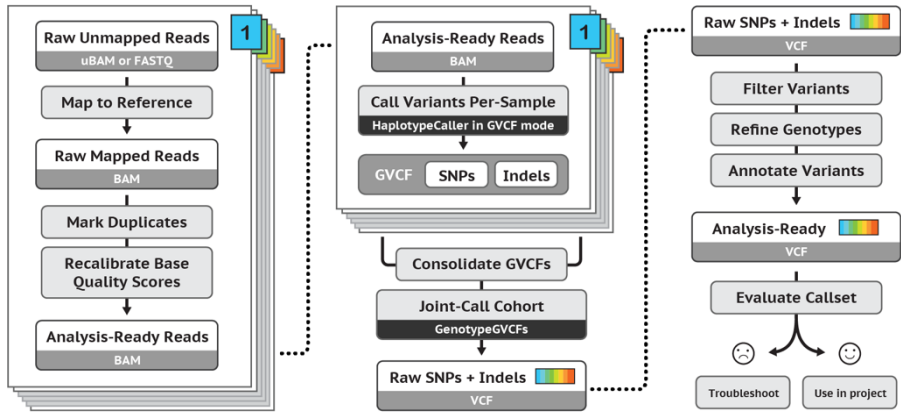 1
Raw Unmapped Reads
uBAM or FASTQ
Map to Reference
Raw Mapped Reads
BAM
Mark Duplicates
Recalibrate Base
Quality Scores
Analysis-Ready Reads
BAM
1
Analysis-Ready Reads
BAM
Call Variants Per-Sample
HaplotypeCaller in GVCF mode
GVCF SNPs Indels
Consolidate GVCFs
Joint-Call Cohort
GenotypeGVCFs
Raw SNPs + Indels
VCF
Raw SNPs + Indels
VCF
Filter Variants
Refine Genotypes
Annotate Variants
Analysis-Ready
VCF
Evaluate Callset
Troubleshoot
Use in project